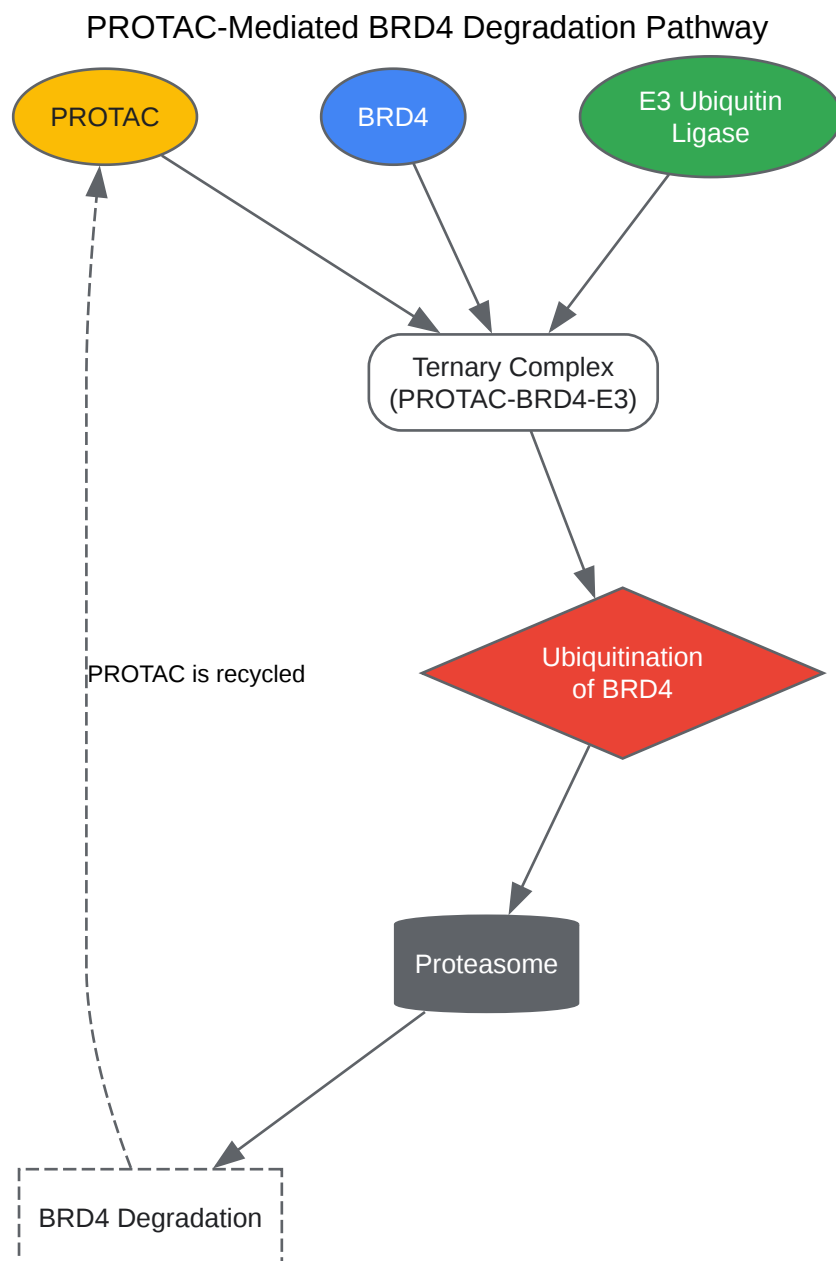 PROTAC-Mediated BRD4 Degradation Pathway
PROTAC
BRD4
E3 Ubiquitin
Ligase
Ternary Complex
(PROTAC-BRD4-E3)
Ubiquitination
of BRD4
PROTAC is recycled
Proteasome
BRD4 Degradation